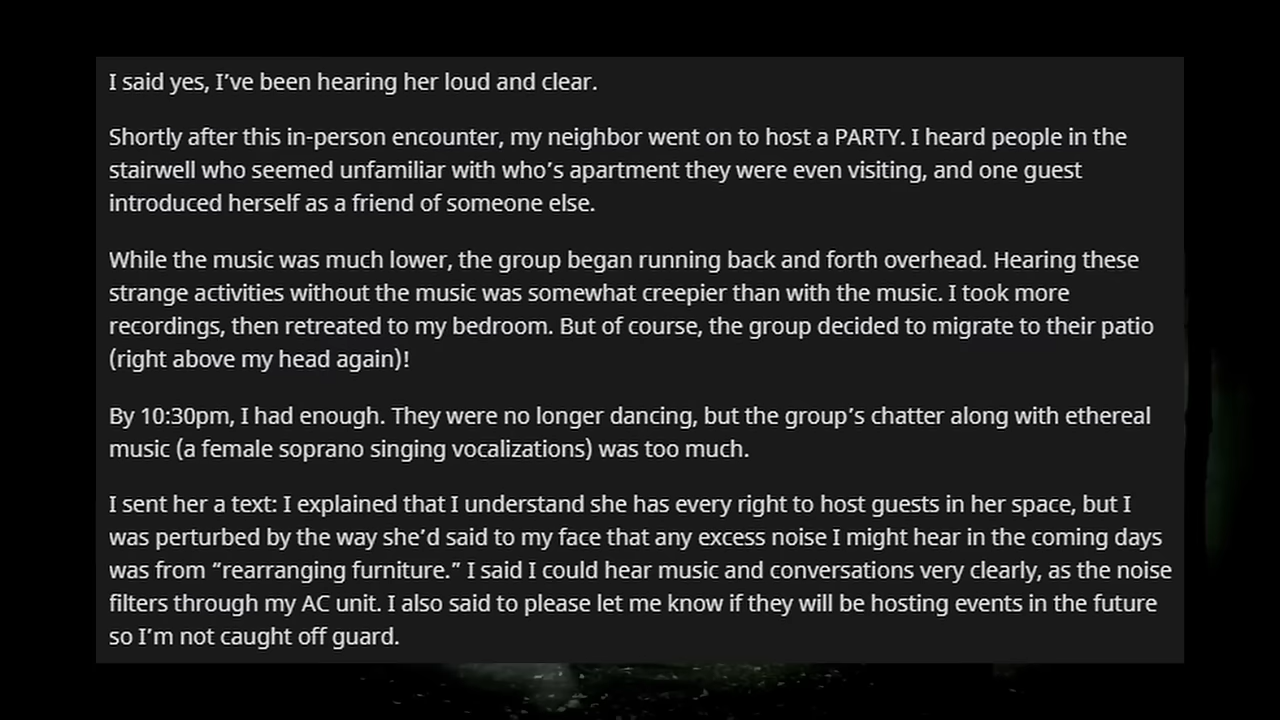 I said yes, I’ve been hearing her loud and clear.
Shortly after this in-person encounter, my neighbor went on to host a PARTY. I heard people in the
stairwell who seemed unfamiliar with who’s apartment they were even visiting, and one guest
introduced herself as a friend of someone else.
While the music was much lower, the group began running back and forth overhead. Hearing these
strange activities without the music was somewhat creepier than with the music. I took more
recordings, then retreated to my bedroom. But of course, the group decided to migrate to their patio
(right above my head again)!
By 10:30pm, I had enough. They were no longer dancing, but the group’s chatter along with ethereal
music (a female soprano singing vocalizations) was too much.
I sent her a text: I explained that I understand she has every right to host guests in her space, but I
was perturbed by the way she’d said to my face that any excess noise I might hear in the coming days
was from “rearranging furniture.” I said I could hear music and conversations very clearly, as the noise
filters through my AC unit. I also said to please let me know if they will be hosting events in the future
so I’m not caught off guard.